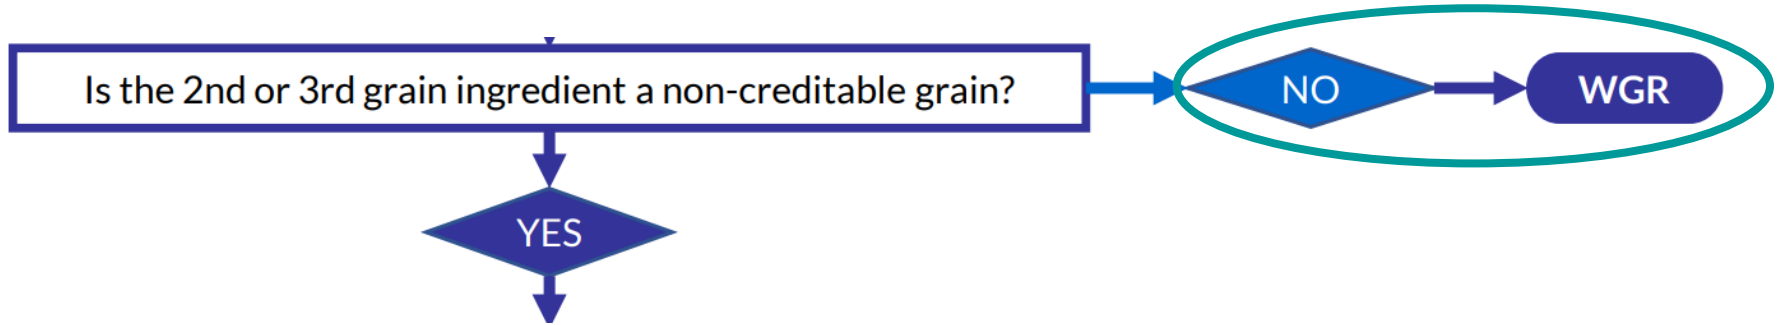 Is the 2nd or 3rd grain ingredient a non-creditable grain?
NO
WGR
YES